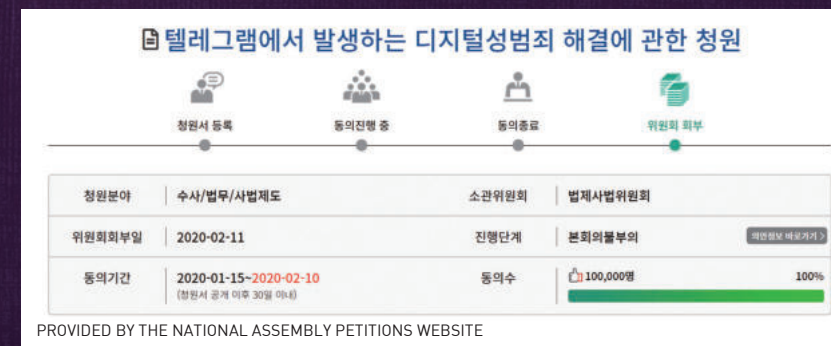 텔레그램에서 발생하는 디지털성범죄 해결에 관한 청원
청원서 등록
동의진행 중
동의종료
위원회 회부
청원분야 수사/법무/사법제도 소관위원회 법제사법위원회
위원회회부일 2020-02-11 진행단계 본회의불부의 의안정보 바로가기 >
동의기간 2020-01-15~2020-02-10 동의수 100,000명 100%
(청원서 공개 이후 30일 이내)
PROVIDED BY THE NATIONAL ASSEMBLY PETITIONS WEBSITE